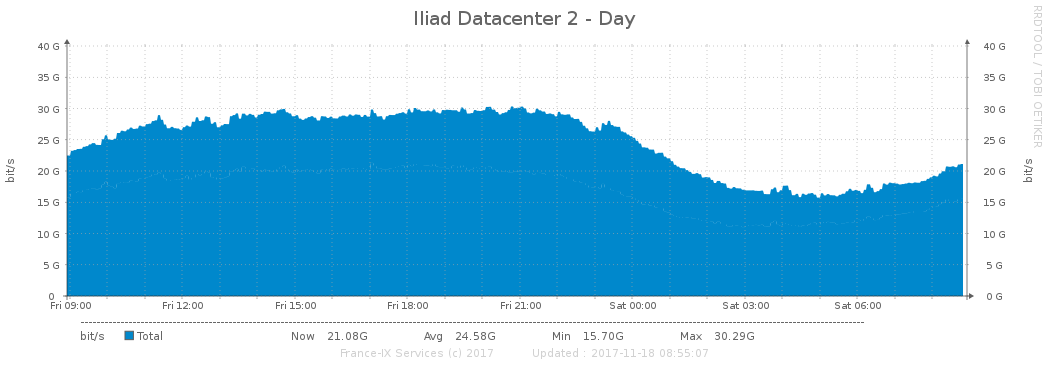 Iliad Datacenter 2 - Day
RRDTOOL / TOBI OETIKER
bit/s
40 G 40 G
35 G 35 G
30 G 30 G
25 G 25 G
20 G 20 G
15 G 15 G
10 G 10 G
5 G 5 G
0 0 G
bit/s
Fri 09:00 Fri 12:00 Fri 15:00 Fri 18:00 Fri 21:00 Sat 00:00 Sat 03:00 Sat 06:00
bit/s Total Now 21.08G Avg 24.58G Min 15.70G Max 30.29G
France-IX Services (c) 2017 Updated : 2017-11-18 08:55:07